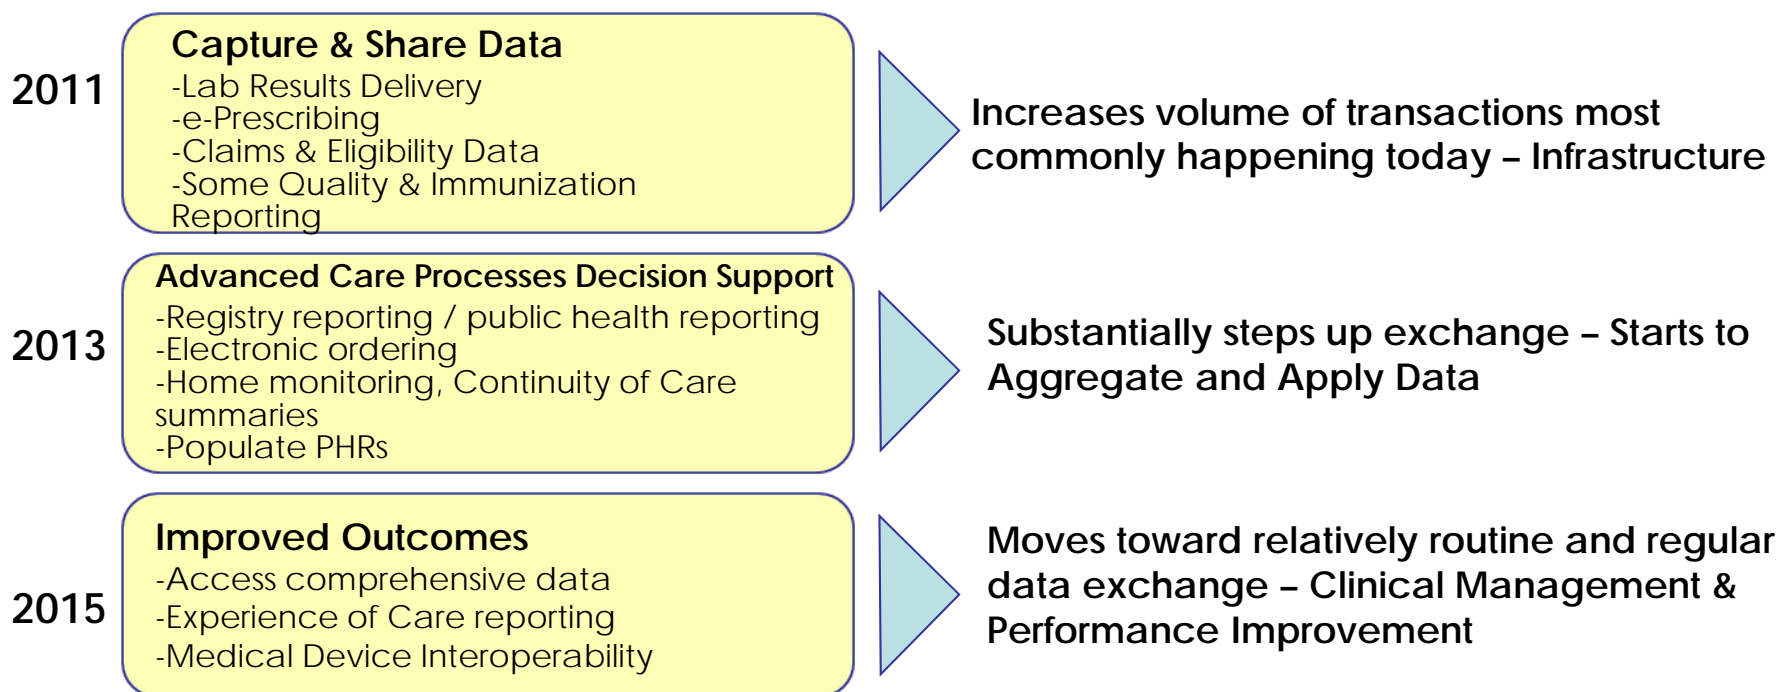 2011
Capture & Share Data
-Lab Results Delivery
-e-Prescribing
-Claims & Eligibility Data
-Some Quality & Immunization
Reporting
Increases volume of transactions most
commonly happening today – Infrastructure
2013
Advanced Care Processes Decision Support
-Registry reporting / public health reporting
-Electronic ordering
-Home monitoring, Continuity of Care
summaries
-Populate PHRs
Substantially steps up exchange – Starts to
Aggregate and Apply Data
2015
Improved Outcomes
-Access comprehensive data
-Experience of Care reporting
-Medical Device Interoperability
Moves toward relatively routine and regular
data exchange – Clinical Management &
Performance Improvement